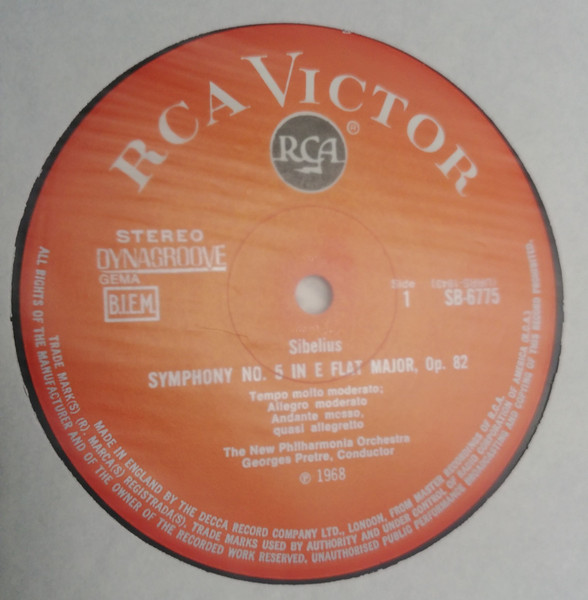 RCA VICTOR
RCA
®
STEREO
DYNAGROOVE
GEMA
B.I.E.M.
SIDE
1
SB-6775
Sibelius
SYMPHONY NO. 5 IN E FLAT MAJOR, Op. 82
Tempo molto moderato;
Allegro moderato
Andante mosso,
quasi allegretto
The New Philharmonia Orchestra
Georges Pretre, Conductor
℗ 1968
ALL RIGHTS OF THE MANUFACTURER AND OF THE OWNER OF THE RECORDED WORK RESERVED. UNAUTHORISED PUBLIC PERFORMANCE, BROADCASTING AND COPYING OF THIS RECORD PROHIBITED.
TRADE MARK(S) (R). MARCA(S) REGISTRADA(S). TRADE MARKS USED BY AUTHORITY AND UNDER CONTROL OF RADIO CORPORATION OF AMERICA (R.C.A.)
MADE IN ENGLAND BY THE DECCA RECORD COMPANY LTD., LONDON, FROM MASTER RECORDING OF R.C.A.